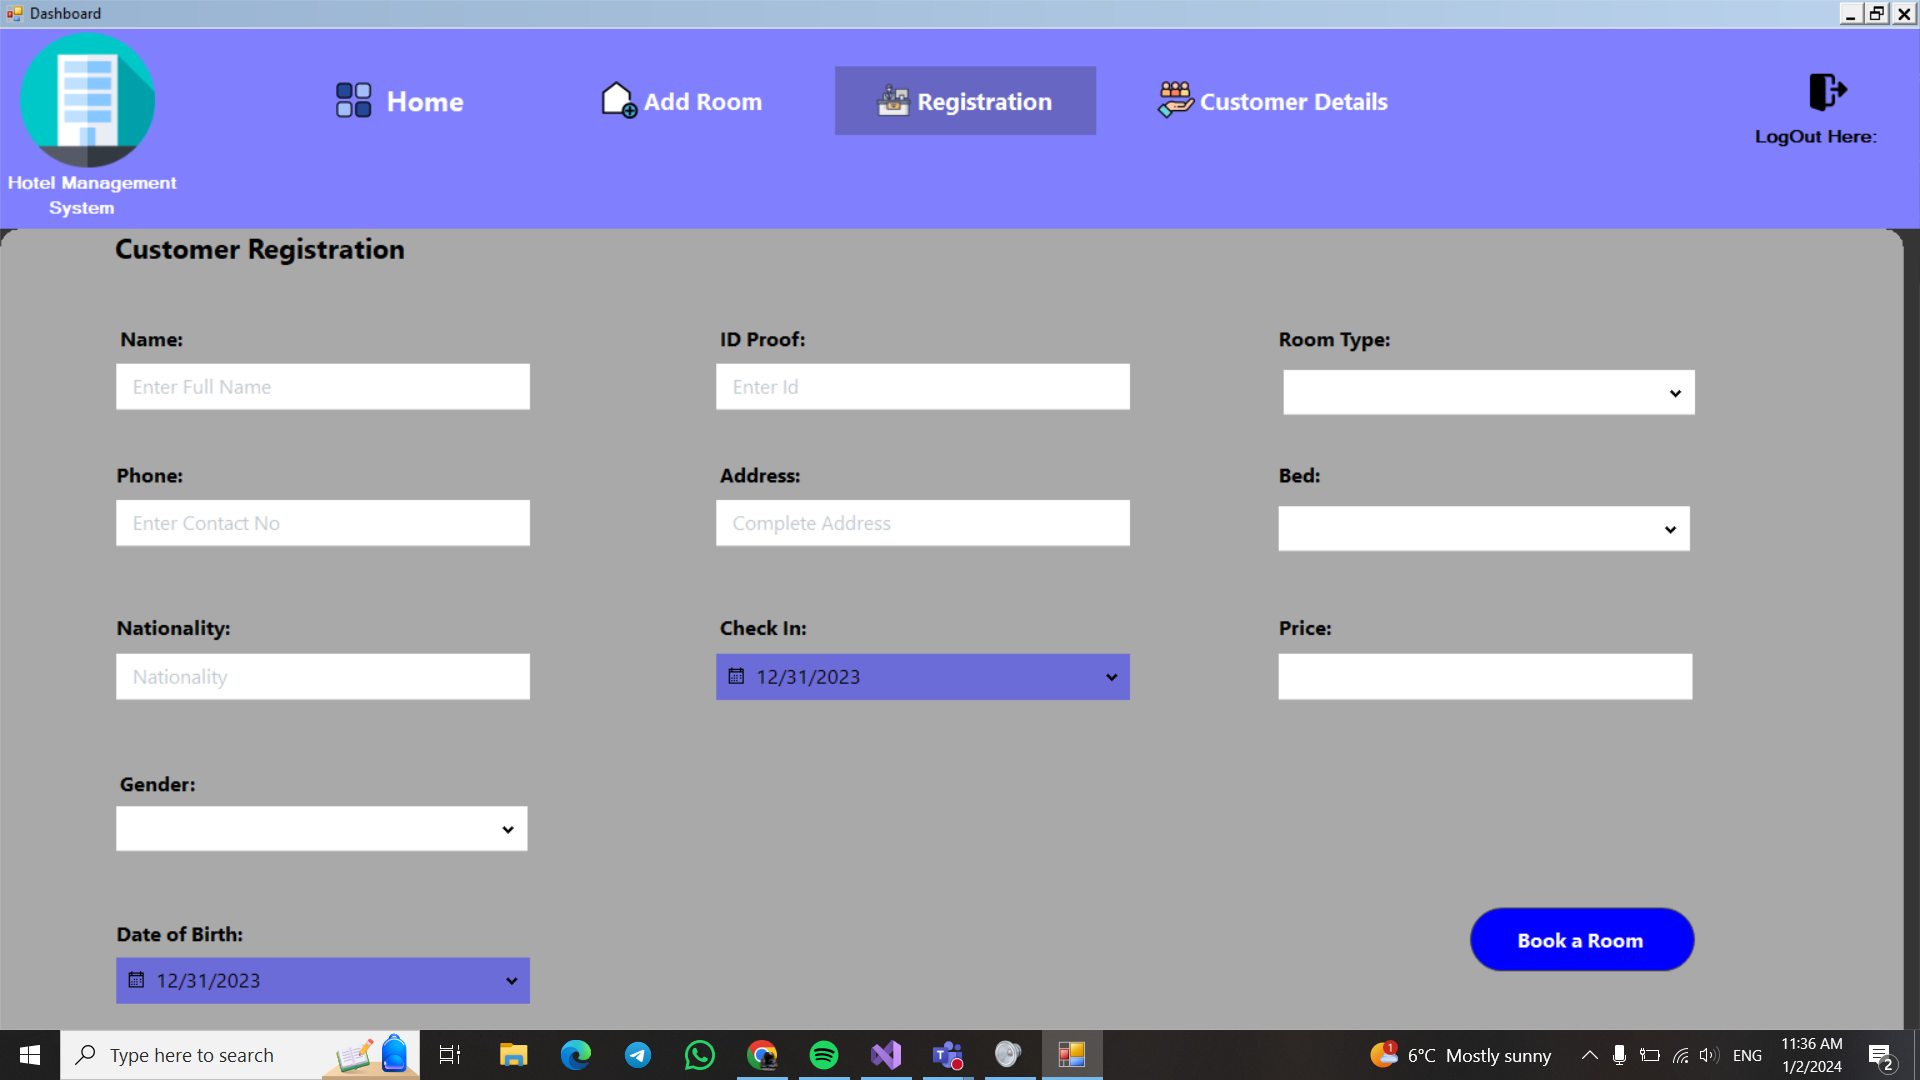 Dashboard
Home
Add Room
Registration
Customer Details
LogOut Here:
Hotel Management
System
Customer Registration
Name:
ID Proof:
Room Type:
Enter Full Name
Enter Id
Phone:
Address:
Bed:
Enter Contact No
Complete Address
Nationality:
Check In:
Price:
Nationality
12/31/2023
Gender:
Date of Birth:
12/31/2023
Book a Room
Type here to search
1
6°C Mostly sunny
ENG
11:36 AM
1/2/2024
2